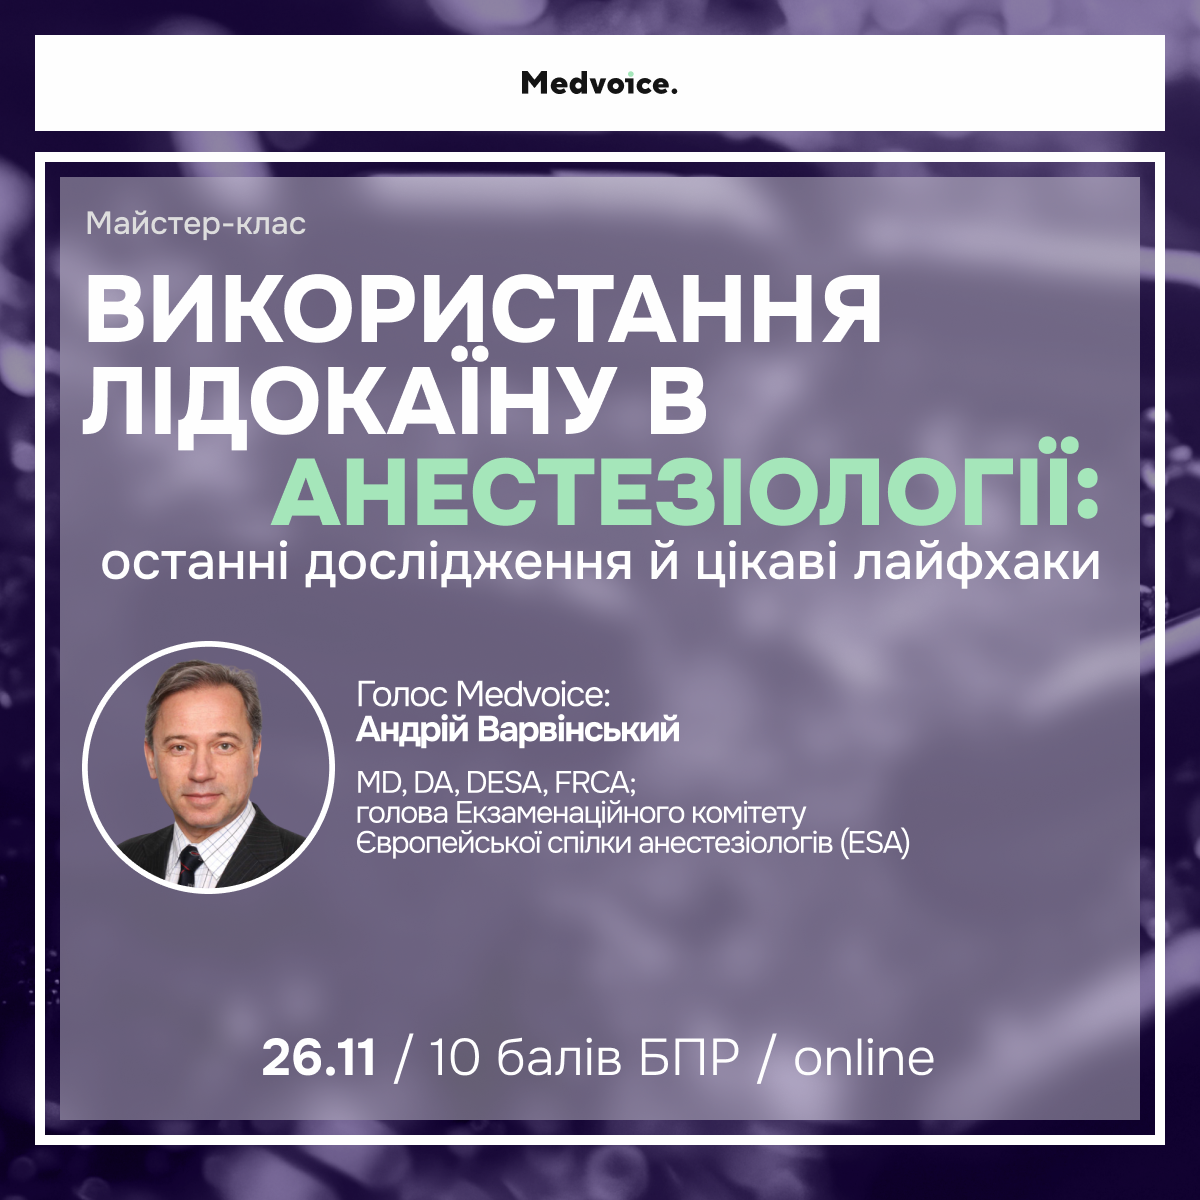 Medvoice.
Майстер-клас
ВИКОРИСТАННЯ
ЛІДОКАЇНУ В
АНЕСТЕЗІОЛОГІЇ:
останні дослідження й цікаві лайфхаки
Голос Medvoice:
Андрій Варвінський
MD, DA, DESA, FRCA;
голова Екзаменаційного комітету
Європейської спілки анестезіологів (ESA)
26.11 / 10 балів БПР / online